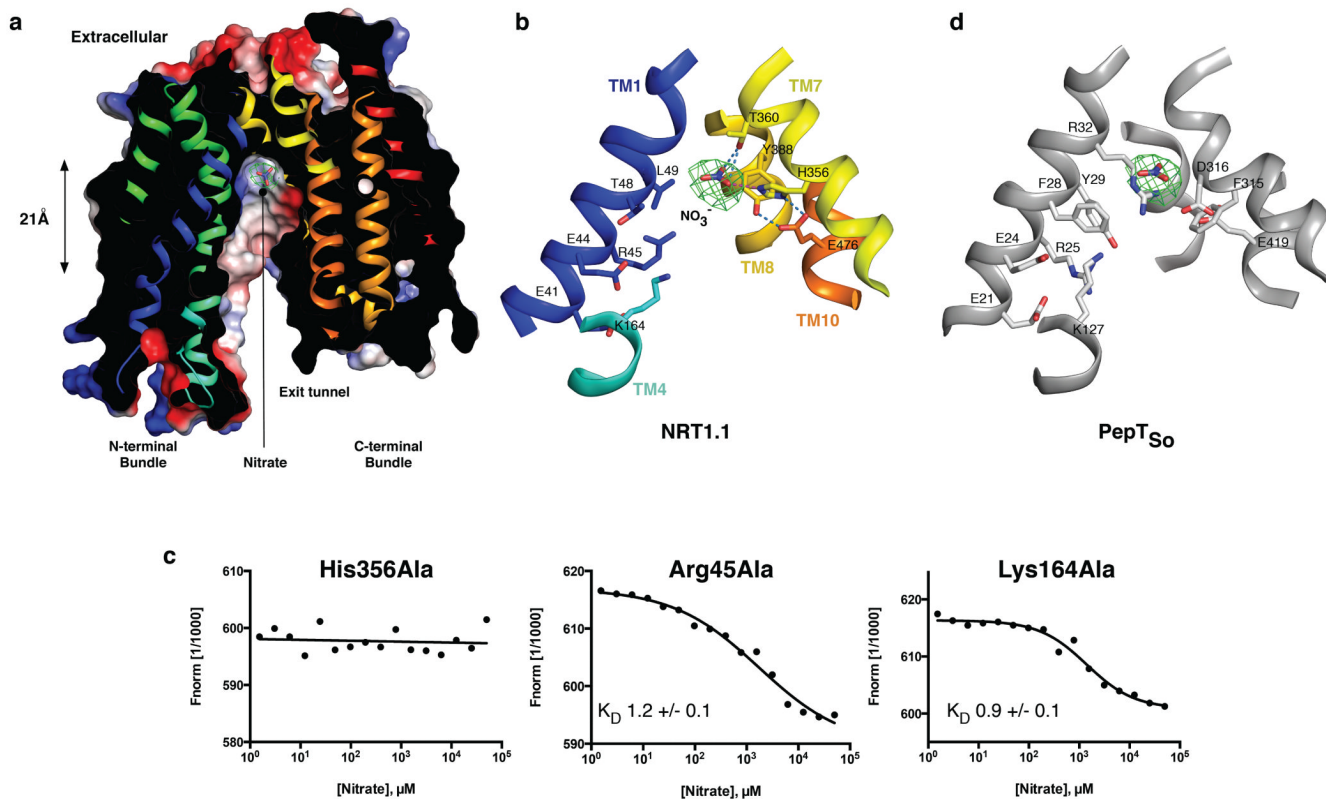 a
Extracellular
21Å
Exit tunnel
N-terminal
Bundle
Nitrate
C-terminal
Bundle
b
TM1
TM7
T360
Y388
L49
H356
T48
NO3-
E44
R45
E476
E41
TM8
K164
TM10
TM4
NRT1.1
d
R32
D316
F28
Y29
F315
E24
R25
E419
E21
K127
PepTSo
c
His356Ala
610
600
590
580
Fnorm [1/1000]
10^0 10^1 10^2 10^3 10^4 10^5
[Nitrate], µM
Arg45Ala
620
610
600
590
Fnorm [1/1000]
KD 1.2 +/- 0.1
10^0 10^1 10^2 10^3 10^4 10^5
[Nitrate], µM
Lys164Ala
620
610
600
Fnorm [1/1000]
KD 0.9 +/- 0.1
10^0 10^1 10^2 10^3 10^4 10^5
[Nitrate], µM